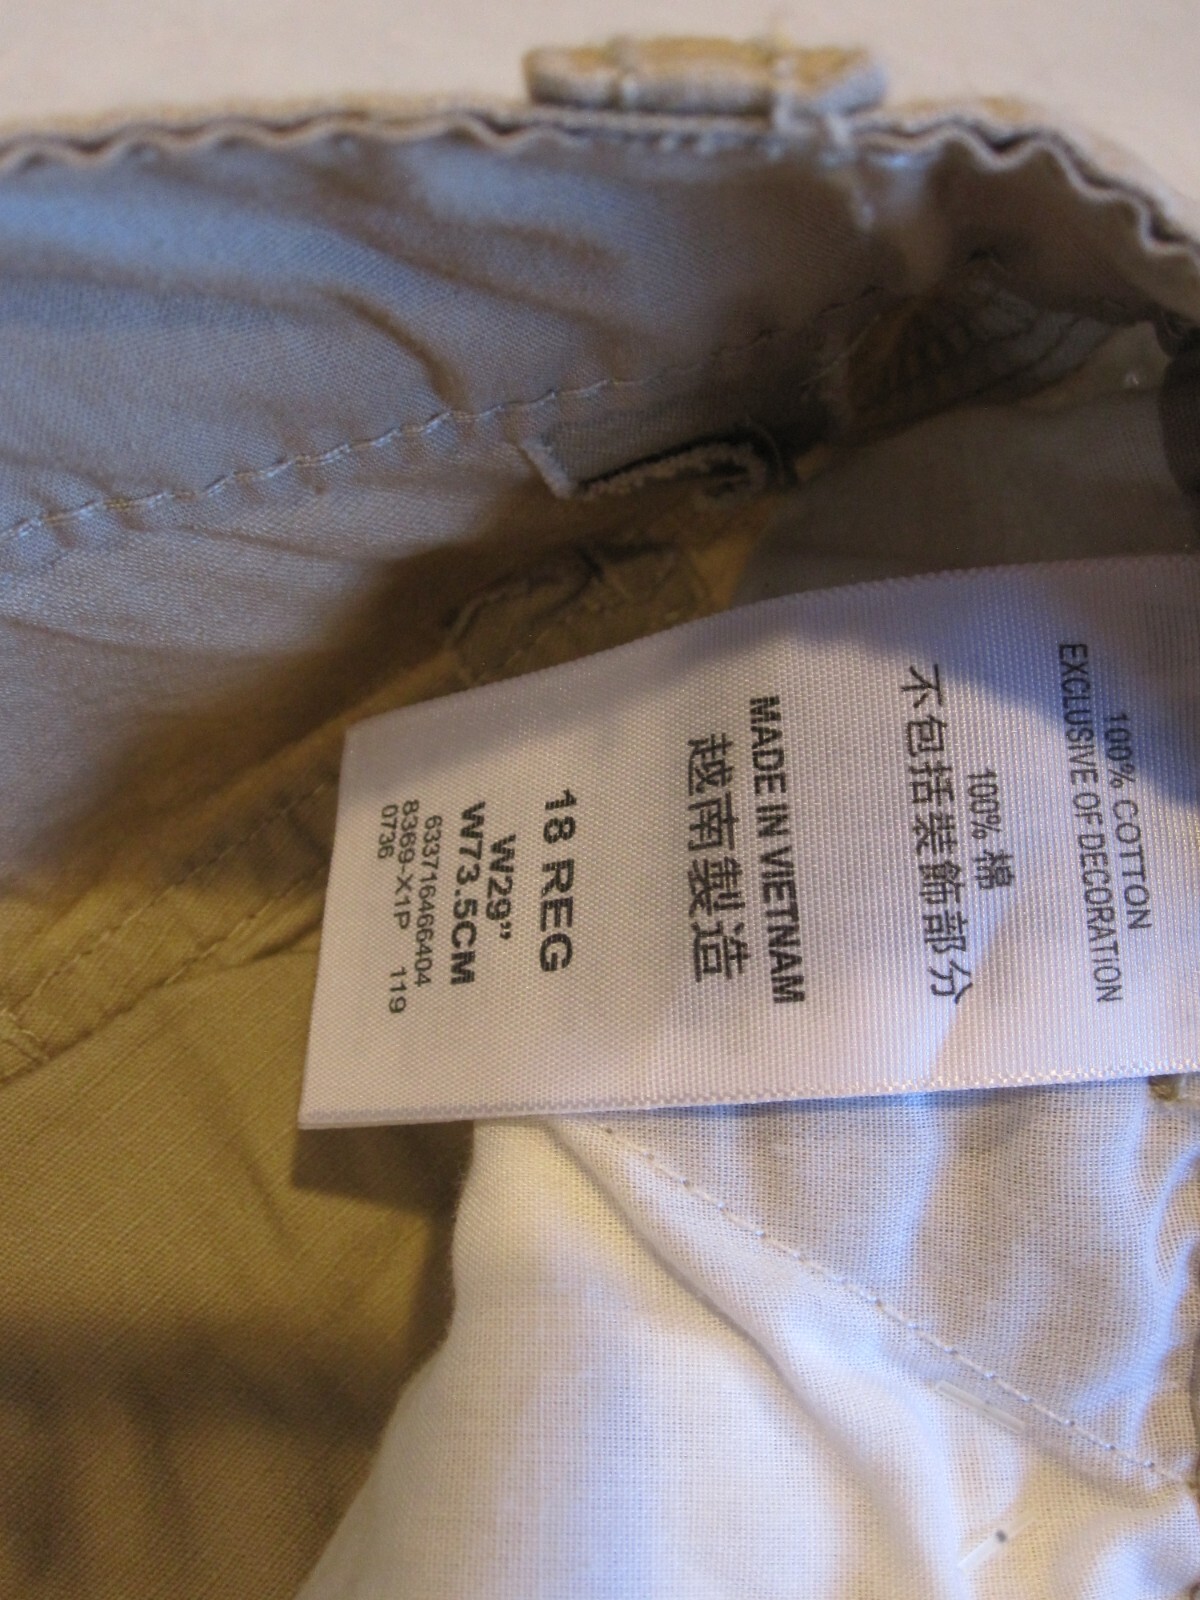 100% COTTON
EXCLUSIVE OF DECORATION
100% 棉
不包括裝飾部分
MADE IN VIETNAM
越南製造
18 REG
W29"
W73.5CM
633716466404
8369-X1P 119
0736